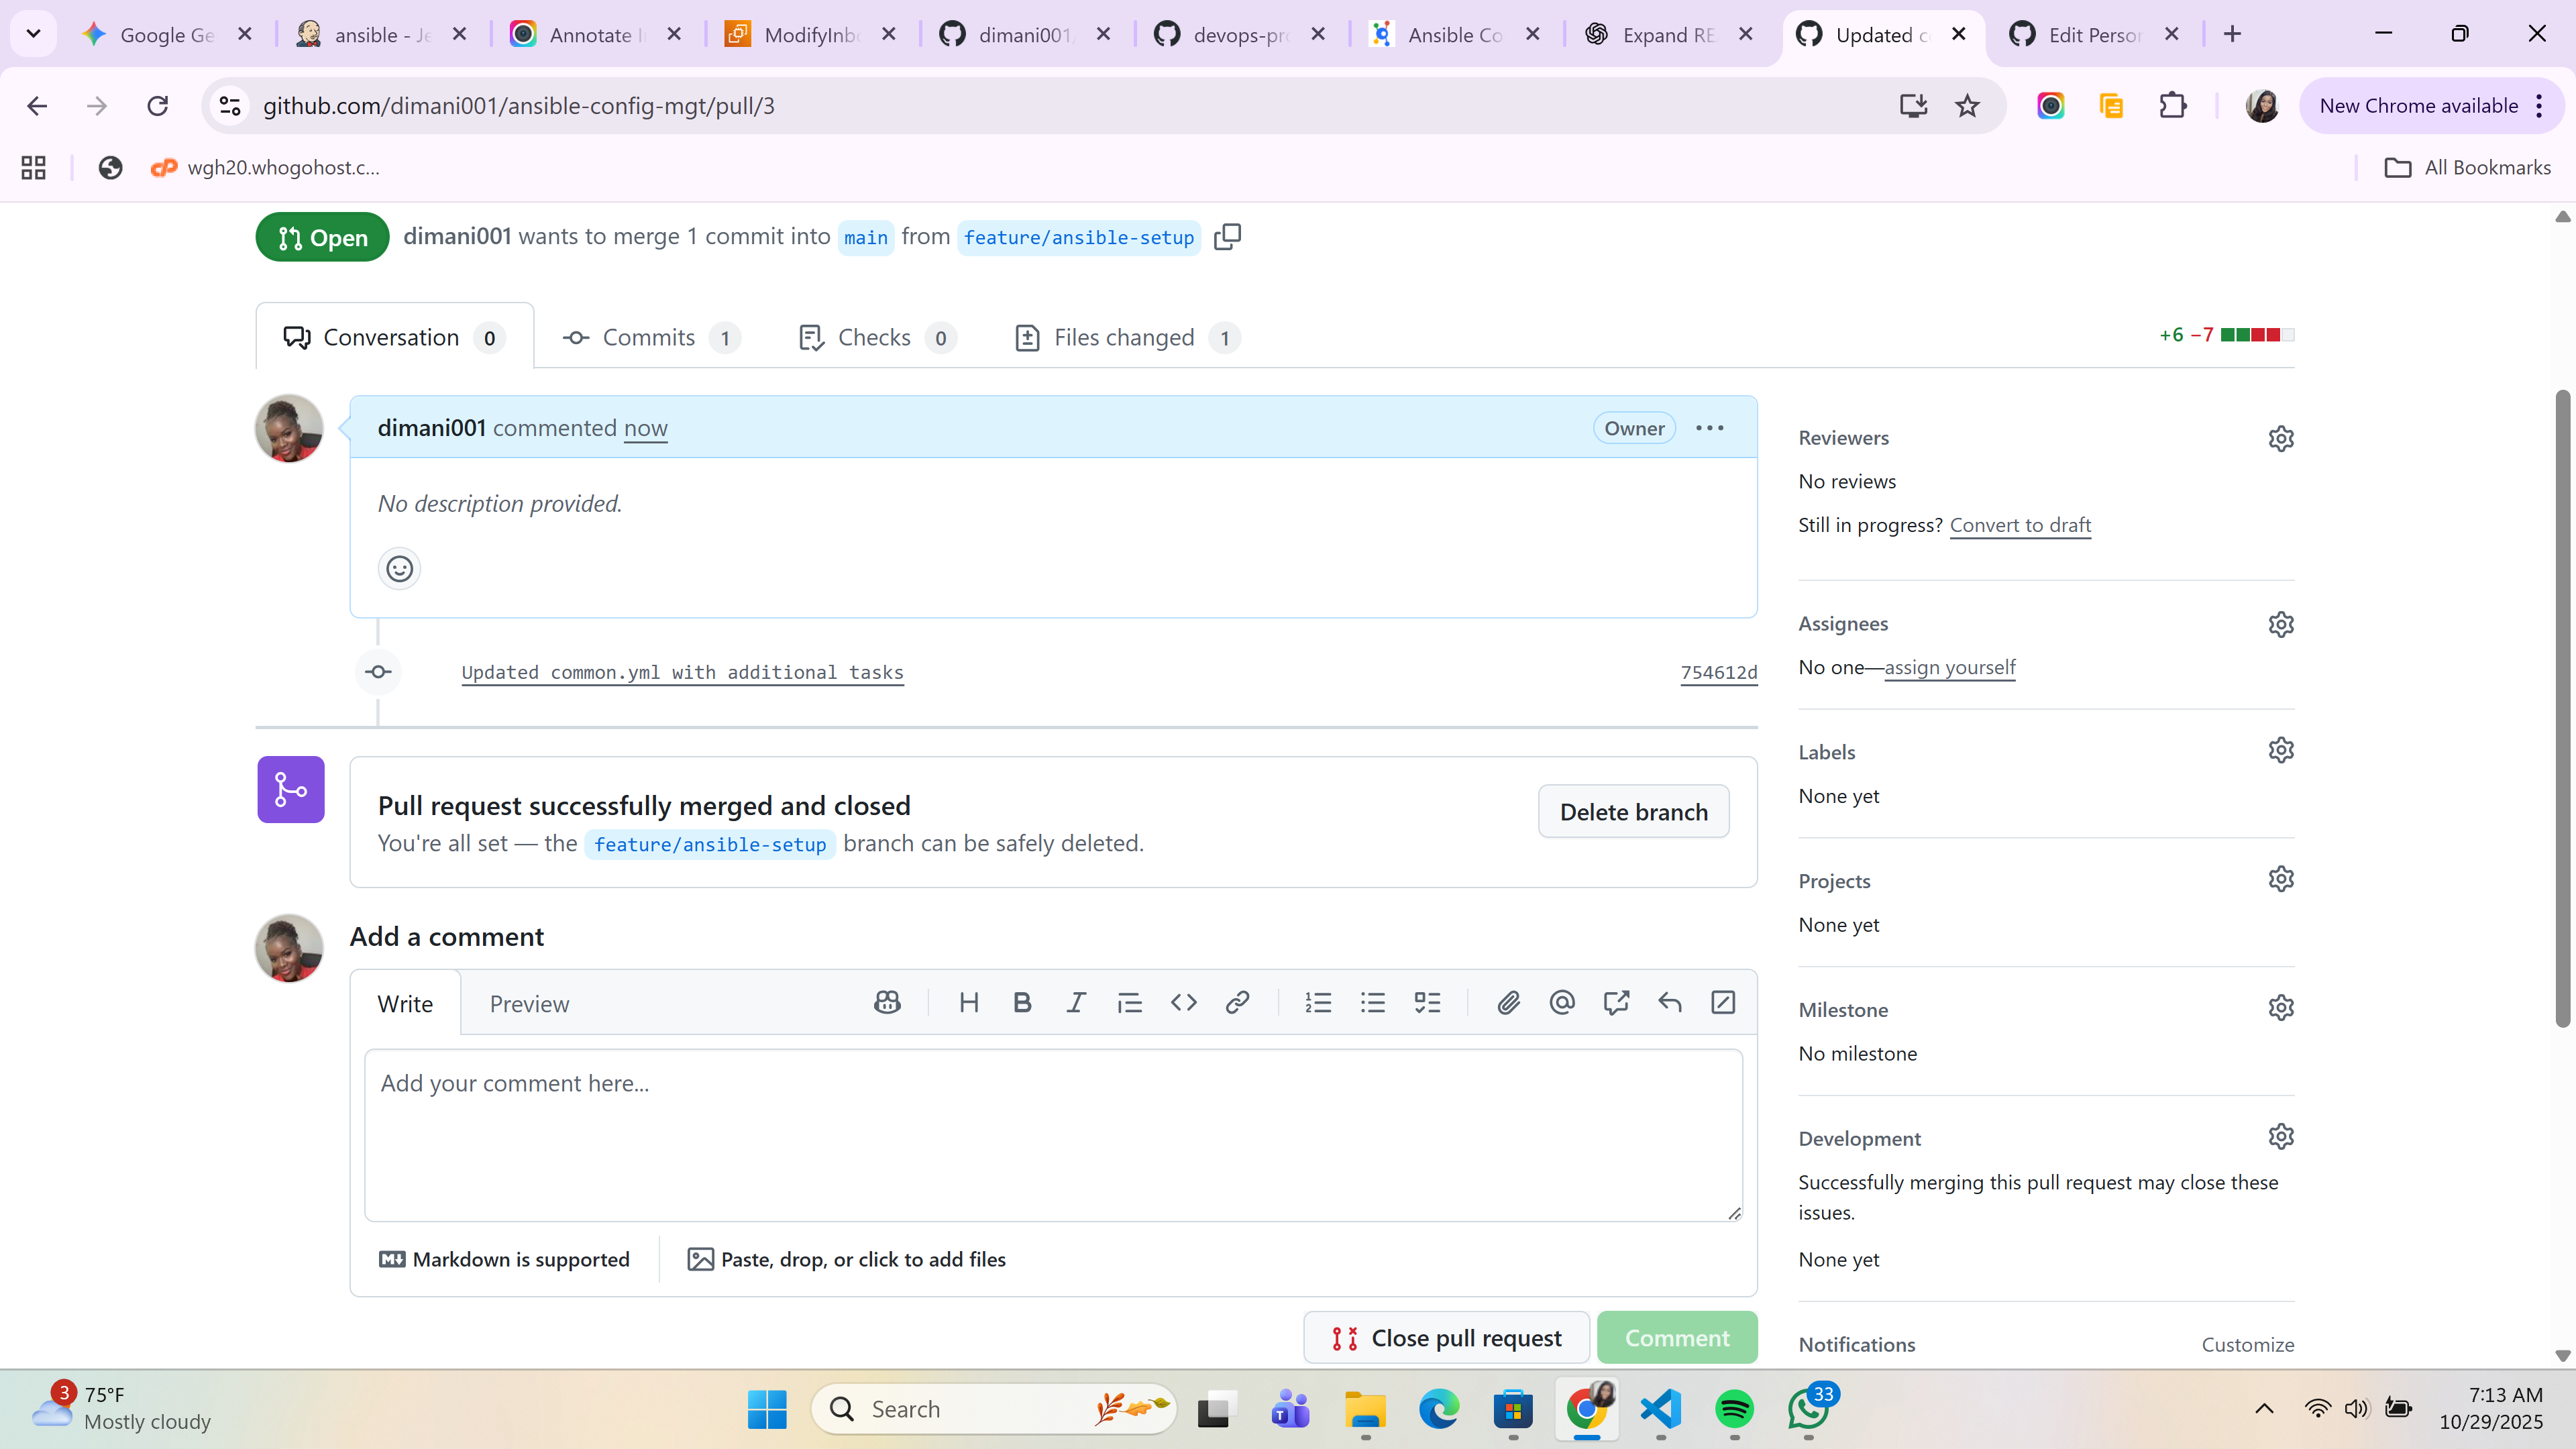 Google Ge
ansible - Je
Annotate I
ModifyInb
dimani001/
devops-pro
Ansible Co
Expand RE
Updated c
Edit Person
github.com/dimani001/ansible-config-mgt/pull/3
New Chrome available
wgh20.whogohost.c...
All Bookmarks
Open
dimani001 wants to merge 1 commit into main from feature/ansible-setup
Conversation 0
Commits 1
Checks 0
Files changed 1
+6 −7
dimani001 commented now
Owner
No description provided.
Updated common.yml with additional tasks
754612d
Pull request successfully merged and closed
You're all set — the feature/ansible-setup branch can be safely deleted.
Delete branch
Add a comment
Write
Preview
Add your comment here...
Markdown is supported
Paste, drop, or click to add files
Close pull request
Comment
Reviewers
No reviews
Still in progress? Convert to draft
Assignees
No one—assign yourself
Labels
None yet
Projects
None yet
Milestone
No milestone
Development
Successfully merging this pull request may close these
issues.
None yet
Notifications
Customize
3
75°F
Mostly cloudy
Search
33
7:13 AM
10/29/2025